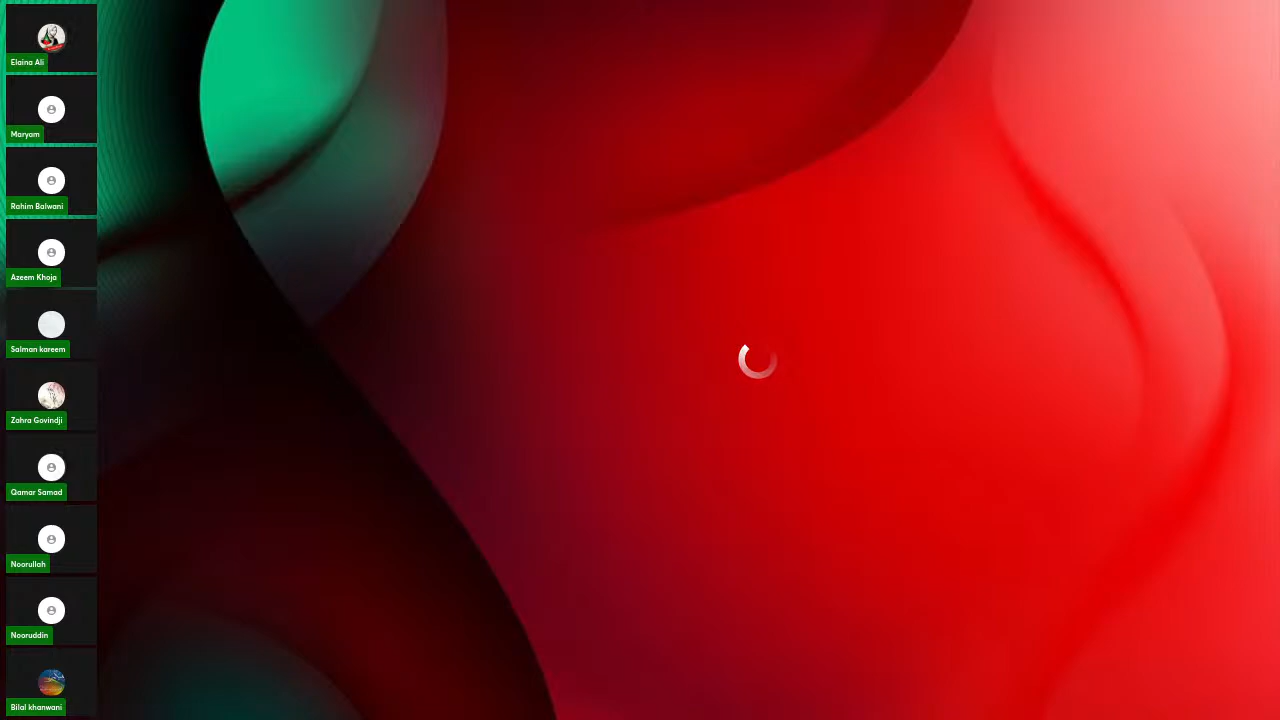 Elaina Ali
Maryam
Rahim Balwani
Azeem Khoja
Salman kareem
Zahra Govindji
Qamar Samad
Noorullah
Nooruddin
Bilal khanwani